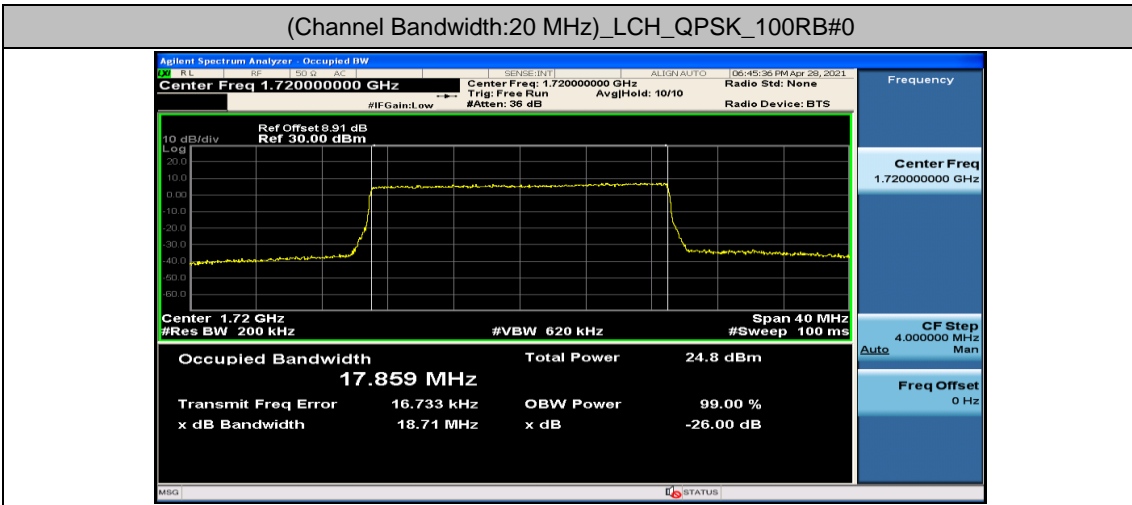 (Channel Bandwidth:20 MHz)_LCH_QPSK_100RB#0
Agilent Spectrum Analyzer - Occupied BW
LXI RL RF 50 Ω AC SENSE:INT ALIGN AUTO 06:45:36 PM Apr 28, 2021
Center Freq 1.720000000 GHz
#IFGain:Low
Center Freq: 1.720000000 GHz
Trig: Free Run Avg|Hold: 10/10
#Atten: 36 dB
Radio Std: None
Radio Device: BTS
Ref Offset 8.91 dB
10 dB/div Ref 30.00 dBm
Log
20.0
10.0
0.00
-10.0
-20.0
-30.0
-40.0
-50.0
-60.0
Center 1.72 GHz Span 40 MHz
#Res BW 200 kHz #VBW 620 kHz #Sweep 100 ms
Occupied Bandwidth Total Power 24.8 dBm
17.859 MHz
Transmit Freq Error 16.733 kHz OBW Power 99.00 %
x dB Bandwidth 18.71 MHz x dB -26.00 dB
MSG STATUS
Frequency
Center Freq
1.720000000 GHz
CF Step
4.000000 MHz
Auto Man
Freq Offset
0 Hz